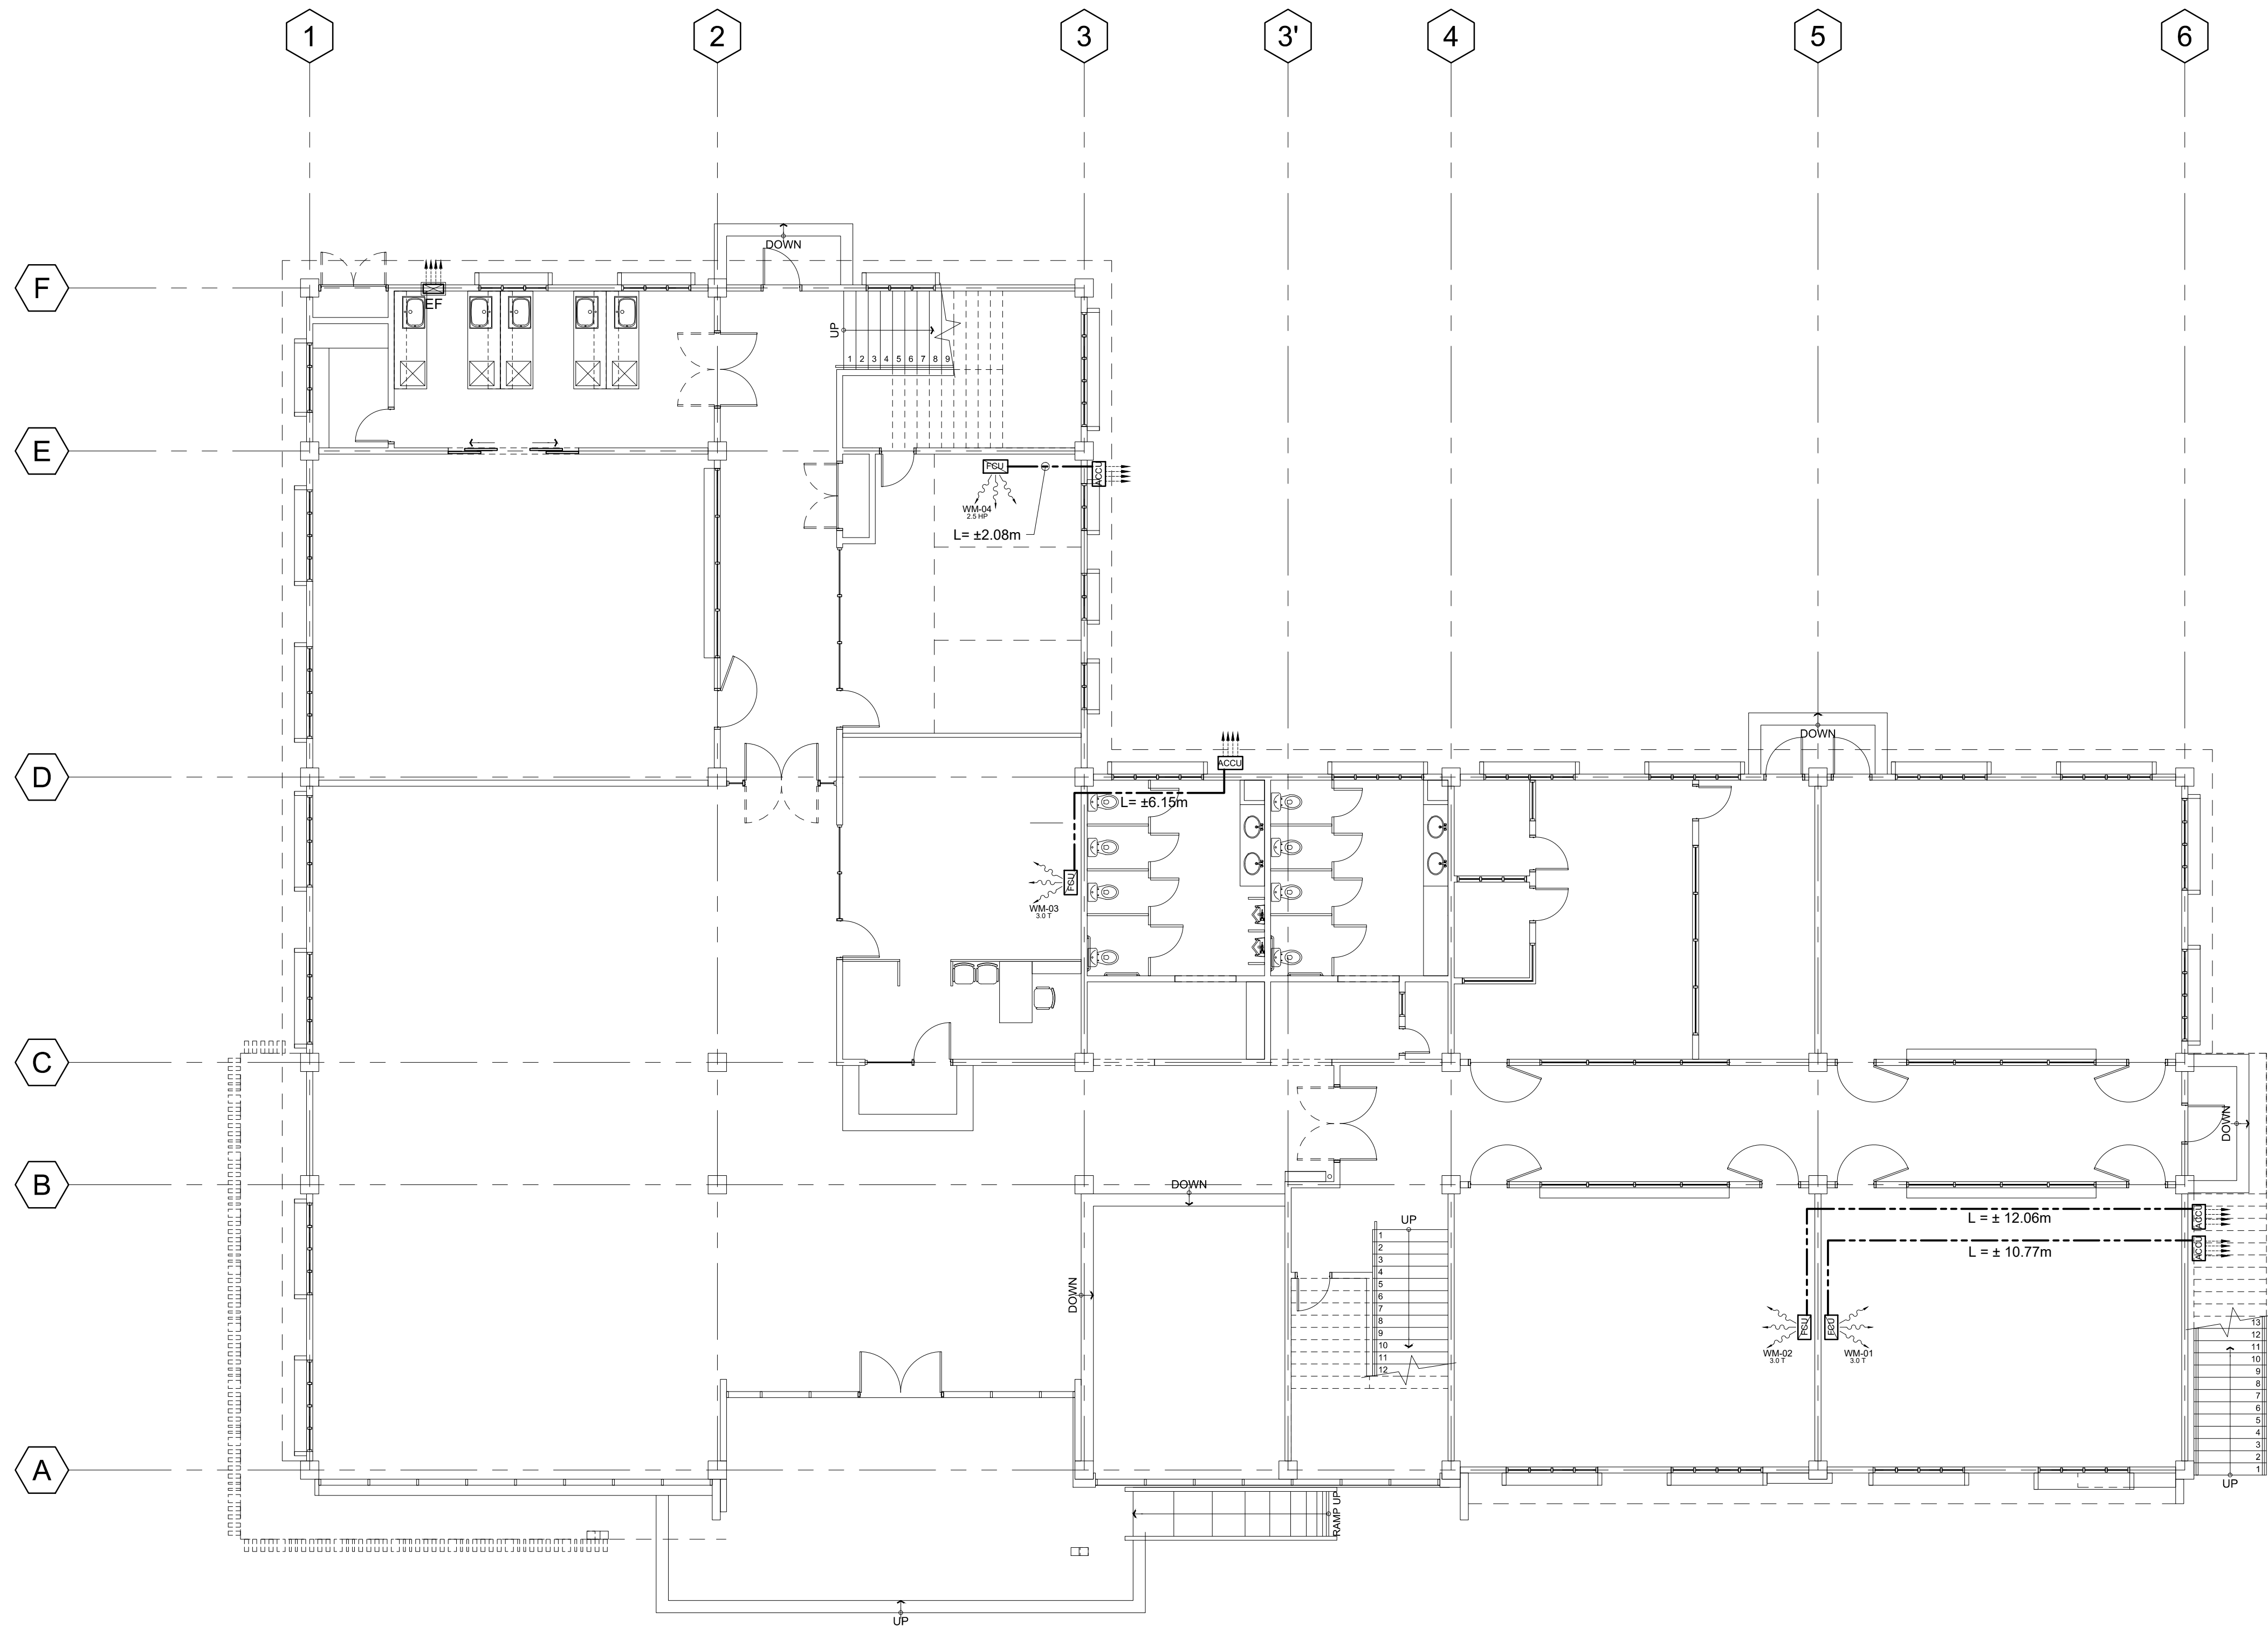 1
2
3
3'
4
5
6
DOWN
F
EF
UP
1 2 3 4 5 6 7 8 9
E
FCU
ACCU
WM-04
2.5 HP
L= ±2.08m
DOWN
D
ACCU
L= ±6.15m
FCU
WM-03
3.0 T
C
DOWN
B
DOWN
UP
ACCU
L = ± 12.06m
1
2
3
4
5
6
7
8
9
10
11
12
ACCU
L = ± 10.77m
DOWN
FCU
FCU
WM-02
3.0 T
WM-01
3.0 T
13
12
11
10
9
8
7
6
5
4
3
2
1
UP
A
RAMP UP
UP